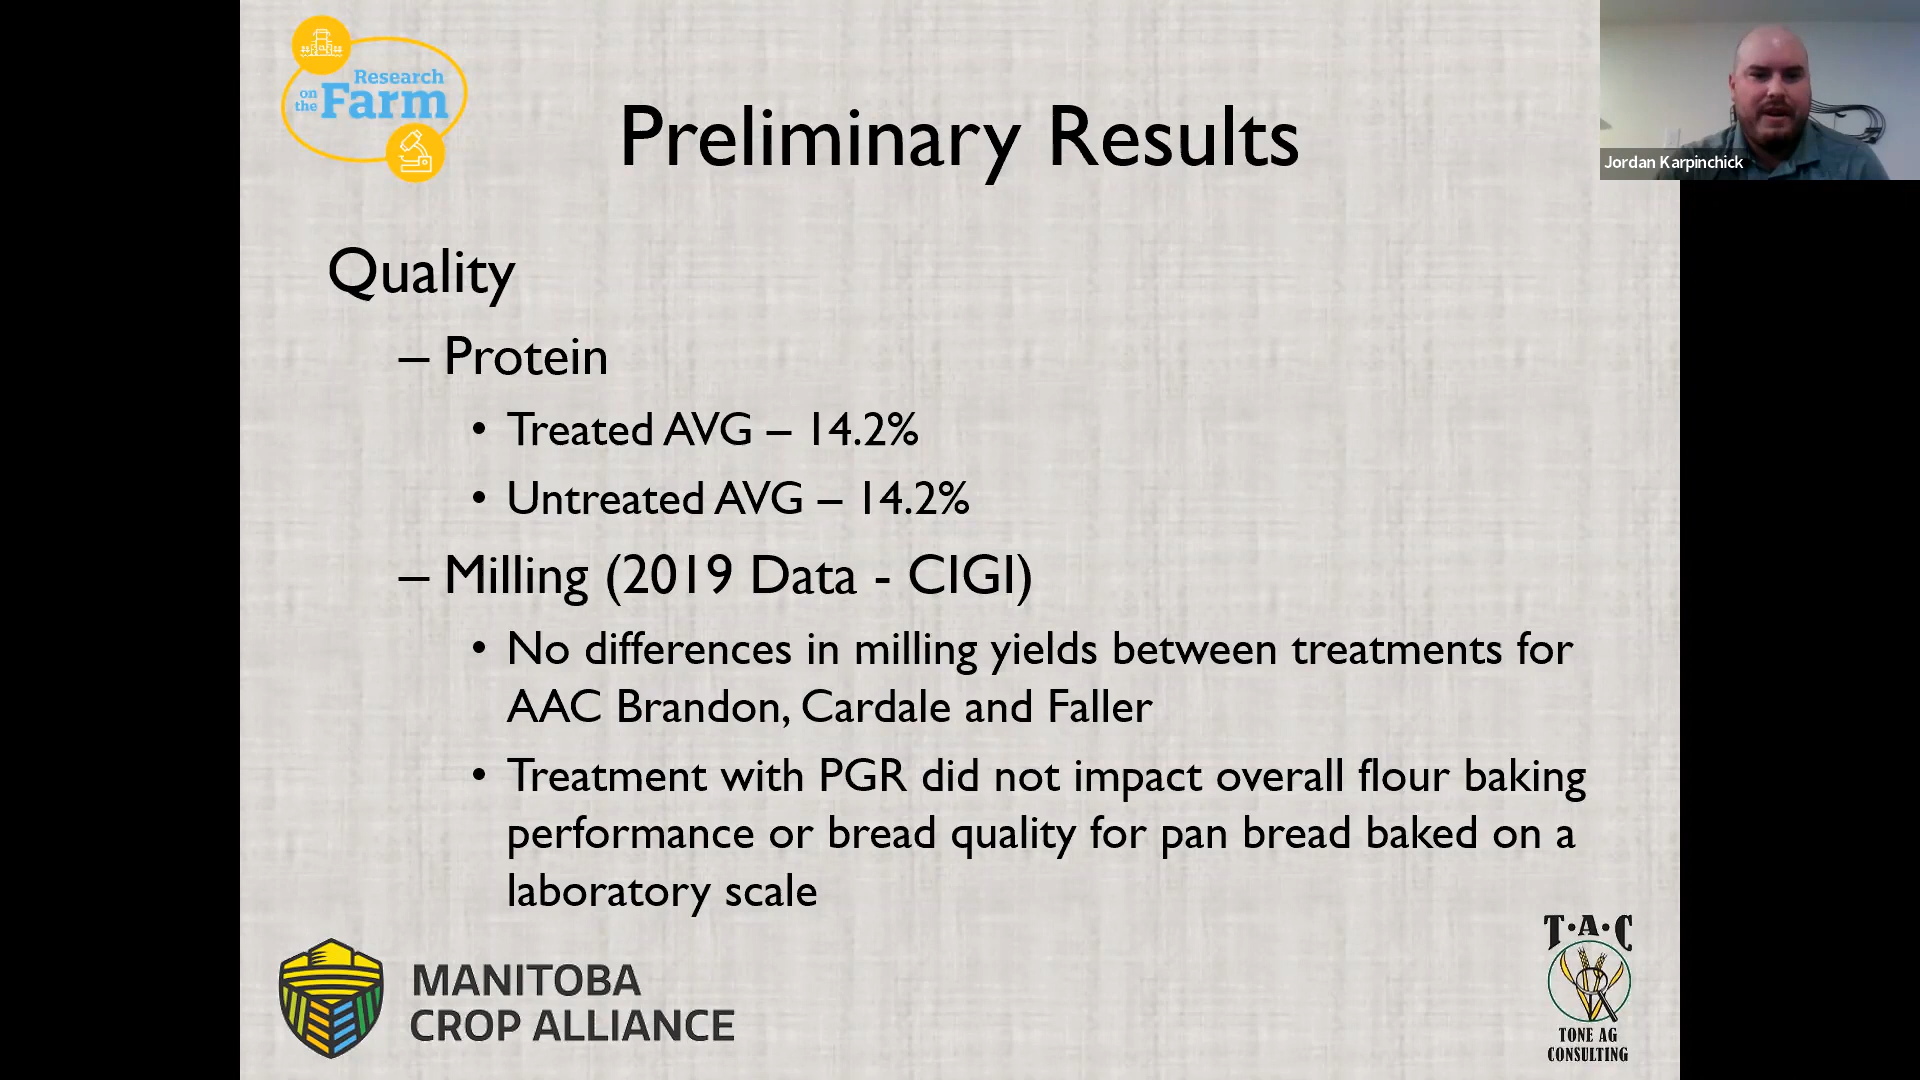 Research
on
the Farm
Preliminary Results
Jordan Karpinchick
Quality
– Protein
• Treated AVG – 14.2%
• Untreated AVG – 14.2%
– Milling (2019 Data - CIGI)
• No differences in milling yields between treatments for
AAC Brandon, Cardale and Faller
• Treatment with PGR did not impact overall flour baking
performance or bread quality for pan bread baked on a
laboratory scale
MANITOBA
CROP ALLIANCE
T·A·C
TONE AG
CONSULTING